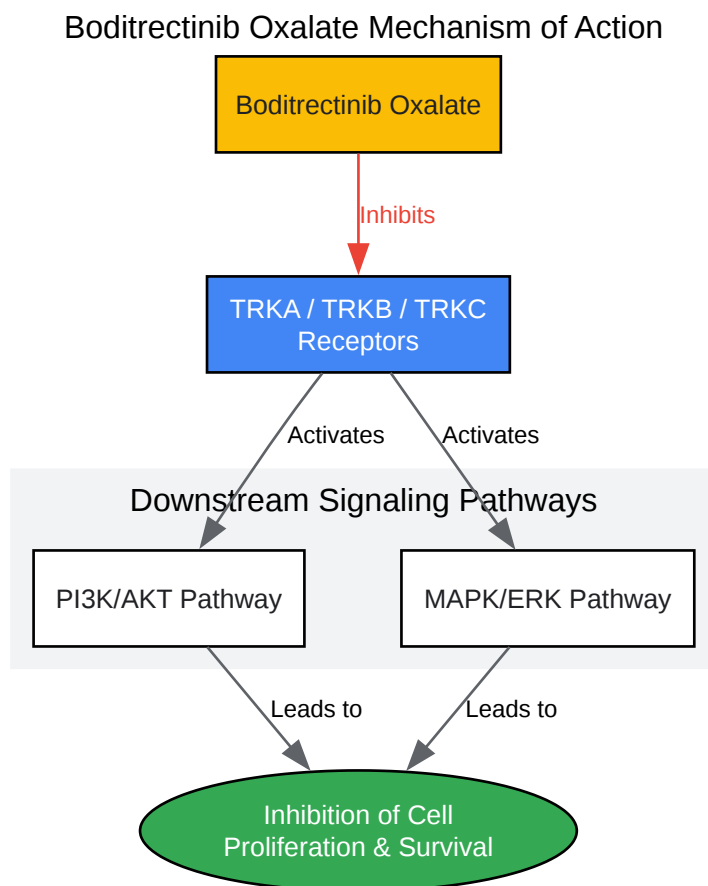 Boditrectinib Oxalate Mechanism of Action
Boditrectinib Oxalate
Inhibits
TRKA / TRKB / TRKC
Receptors
Activates
Activates
Downstream Signaling Pathways
PI3K/AKT Pathway
MAPK/ERK Pathway
Leads to
Leads to
Inhibition of Cell
Proliferation & Survival